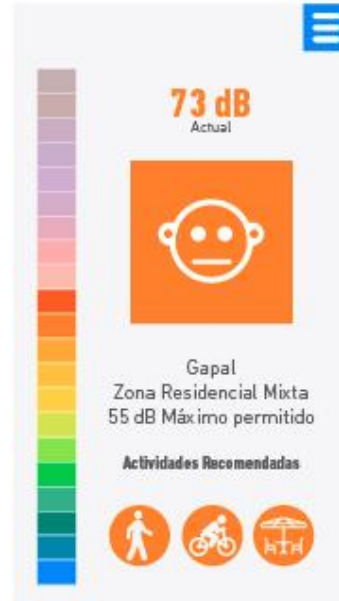 73 dB
Actual
Gapal
Zona Residencial Mixta
55 dB Máximo permitido
Actividades Recomendadas